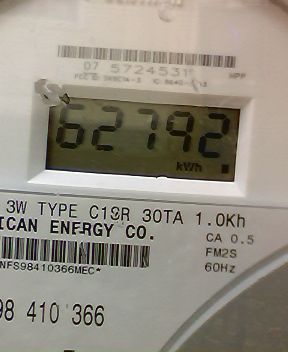 07 5724531
62792
kWh
3W TYPE C1SR 30TA 1.0Kh
ICAN ENERGY CO.
CA 0.5
FM2S
60Hz
NFS98410366MEC*
98 410 366